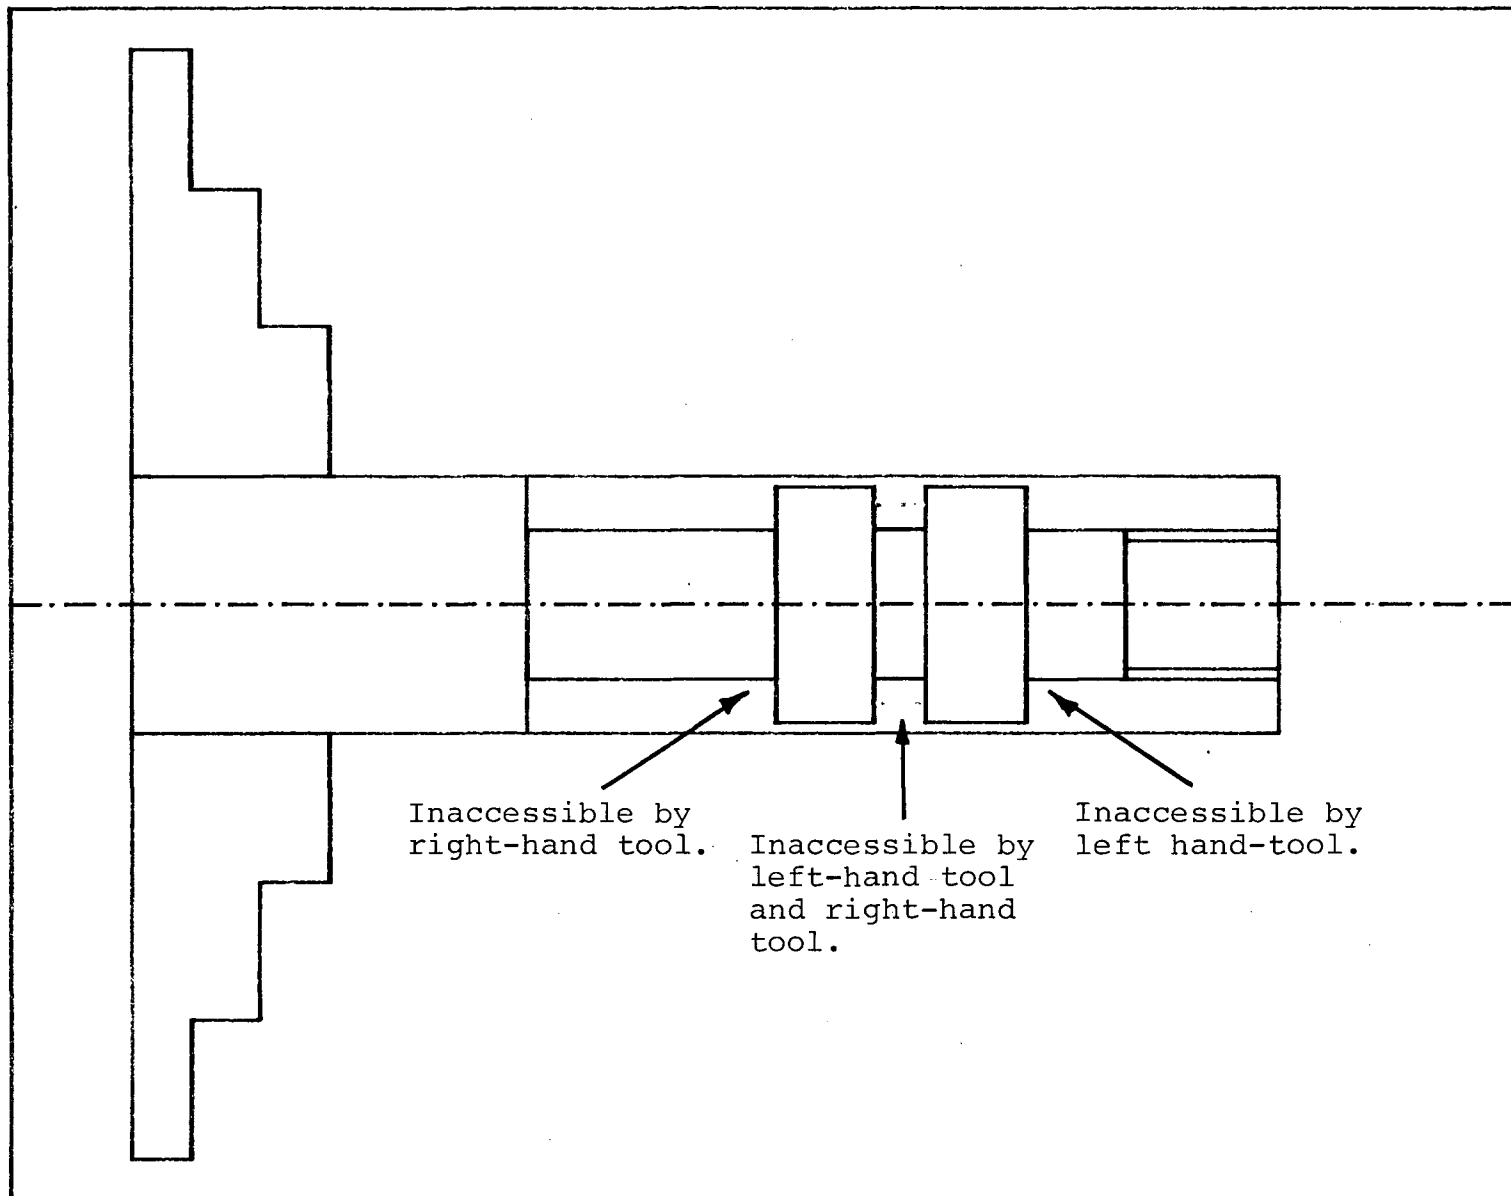 Inaccessible by
right-hand tool.
Inaccessible by
left-hand tool
and right-hand
tool.
Inaccessible by
left hand-tool.